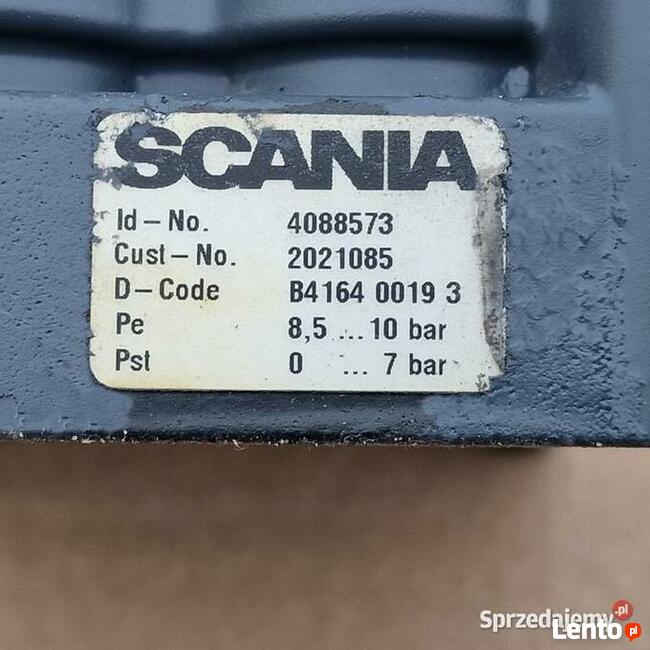 SCANIA
Id – No. 4088573
Cust – No. 2021085
D – Code B4164 0019 3
Pe 8,5 ... 10 bar
Pst 0 ... 7 bar
Sprzedajemy.pl
Lento.pl